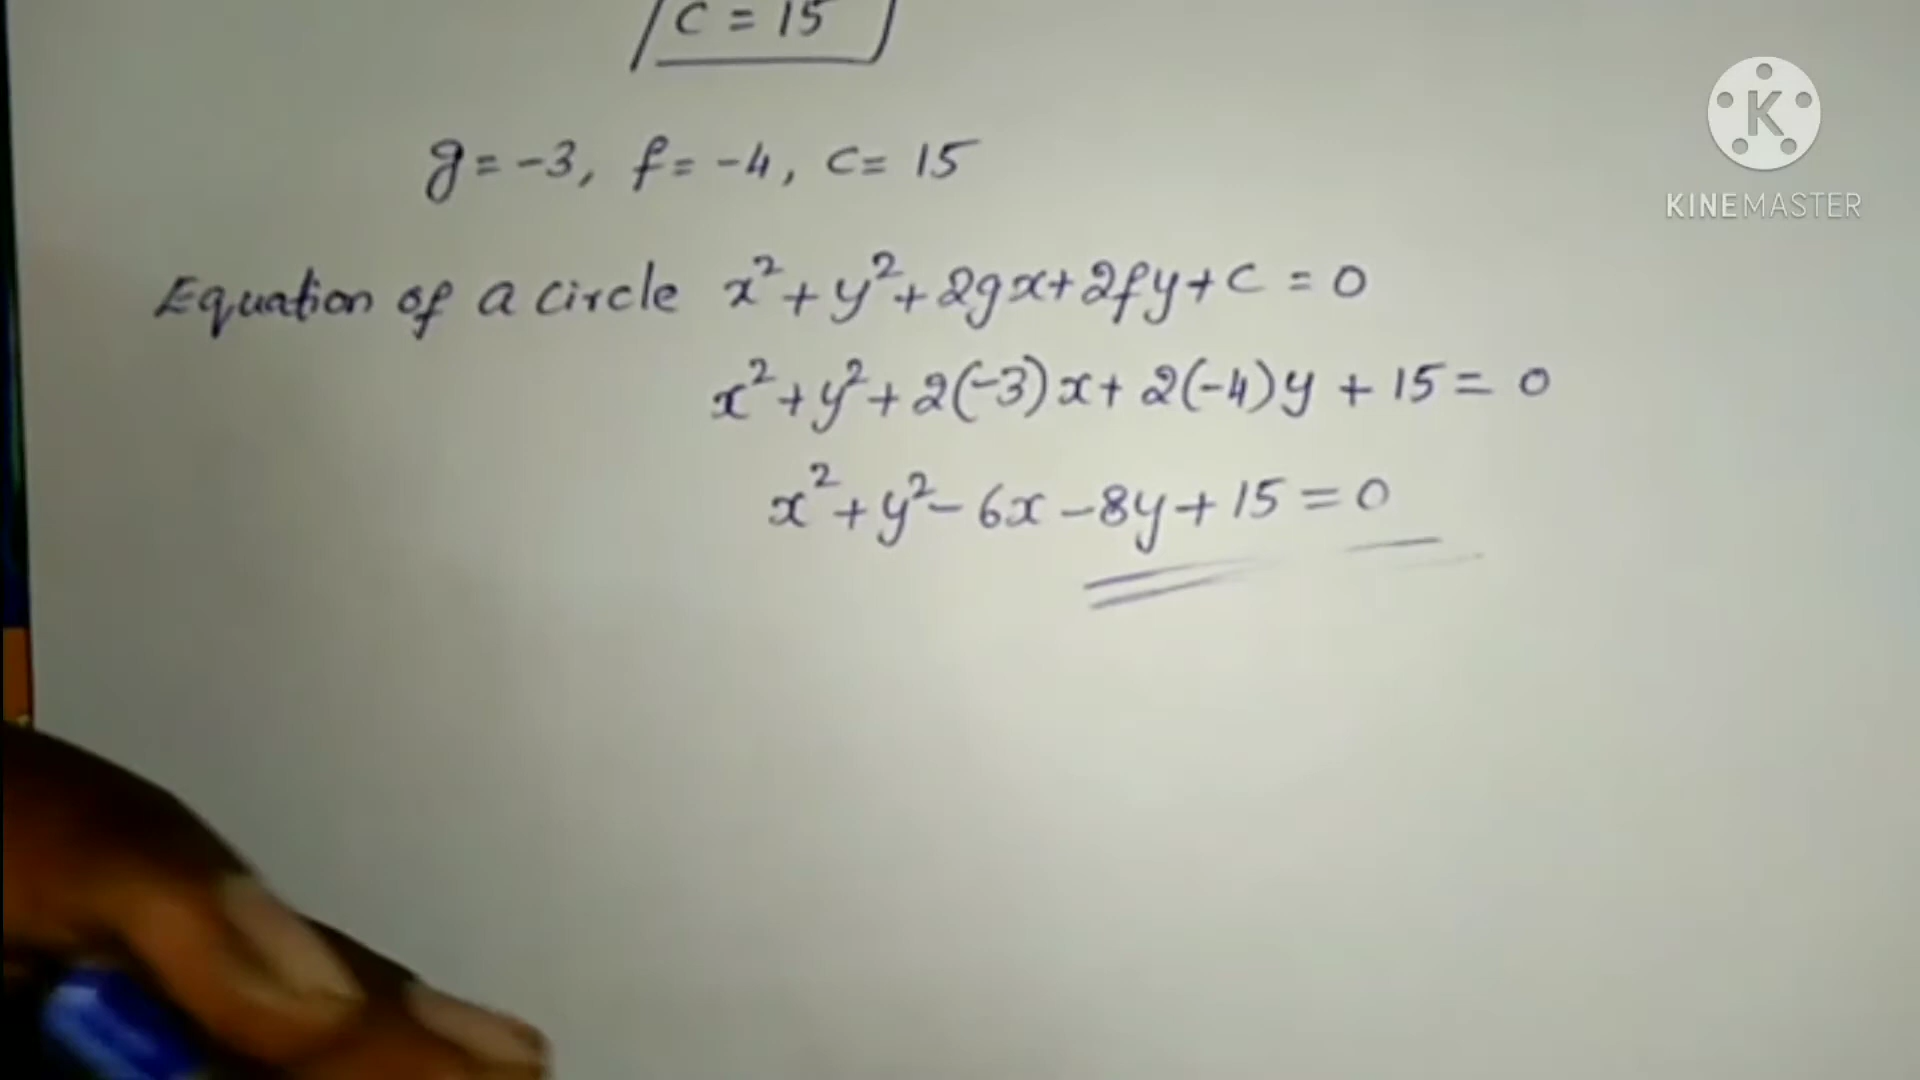 C = 15
g = -3, f = -4, c = 15
K
KINEMASTER
Equation of a circle x² + y² + 2gx + 2fy + c = 0
x² + y² + 2(-3)x + 2(-4)y + 15 = 0
x² + y² - 6x - 8y + 15 = 0